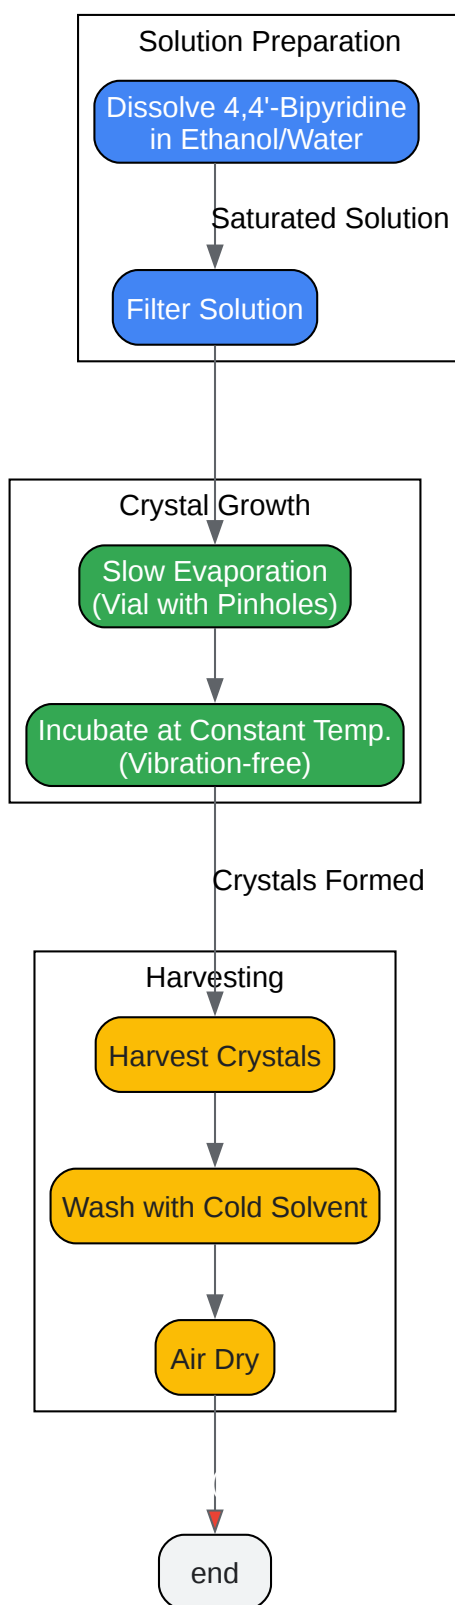 Solution Preparation
Dissolve 4,4'-Bipyridine
in Ethanol/Water
Saturated Solution
Filter Solution
Crystal Growth
Slow Evaporation
(Vial with Pinholes)
Incubate at Constant Temp.
(Vibration-free)
Crystals Formed
Harvesting
Harvest Crystals
Wash with Cold Solvent
Air Dry
end